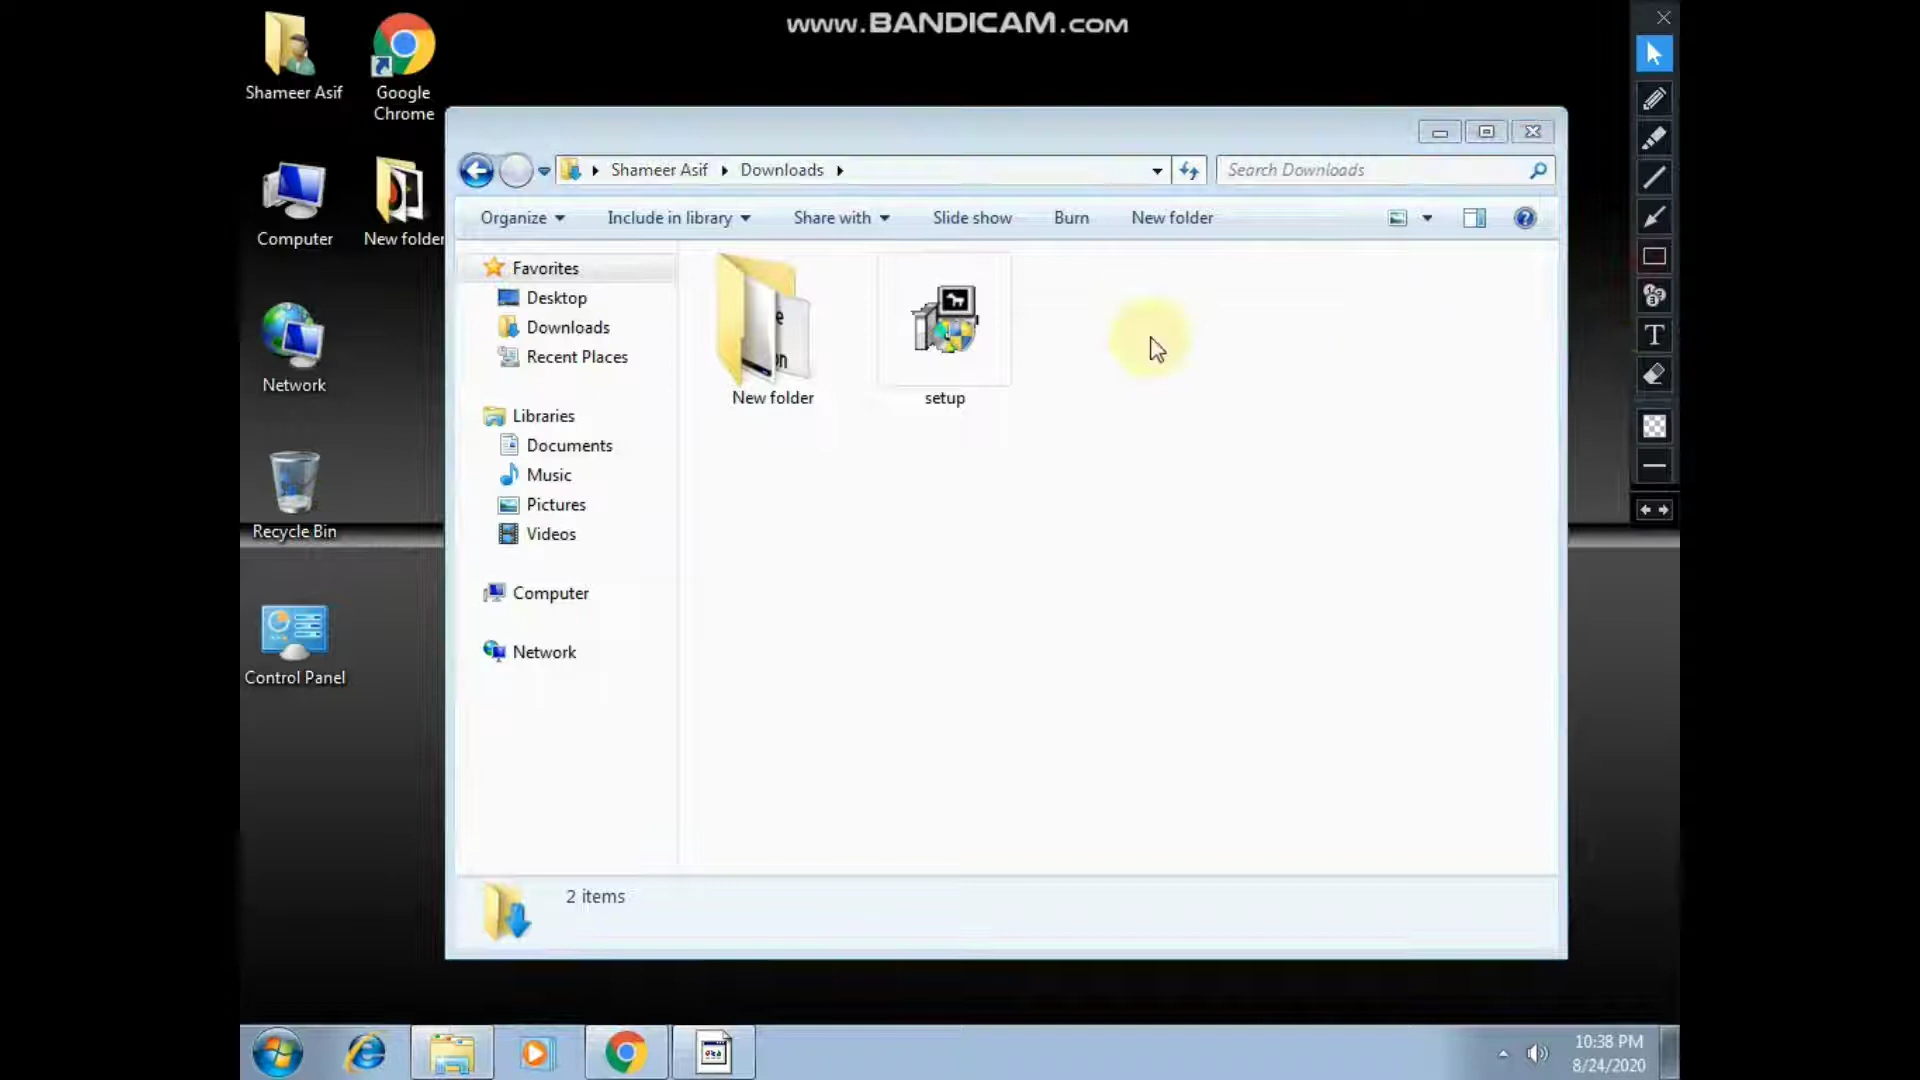 www.BANDICAM.com
Shameer Asif
Google Chrome
Computer
New folder
Network
Recycle Bin
Control Panel
Shameer Asif
Downloads
Search Downloads
Organize
Include in library
Share with
Slide show
Burn
New folder
Favorites
Desktop
Downloads
Recent Places
Libraries
Documents
Music
Pictures
Videos
Computer
Network
New folder
setup
2 items
T
10:38 PM
8/24/2020